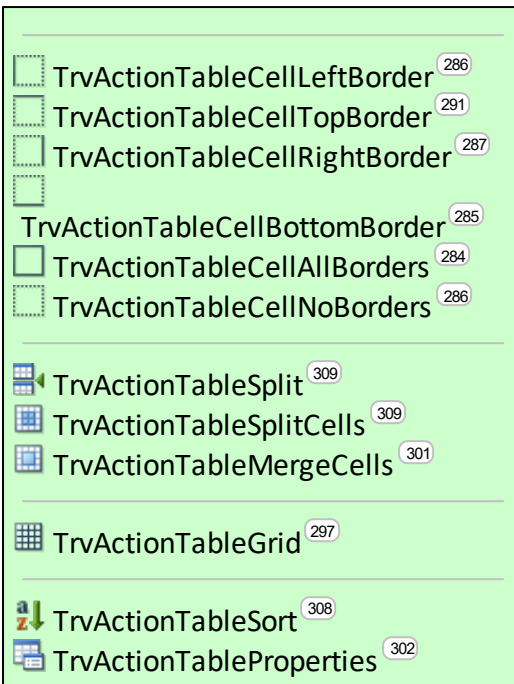 TrvActionTableCellLeftBorder 286
TrvActionTableCellTopBorder 291
TrvActionTableCellRightBorder 287
TrvActionTableCellBottomBorder 285
TrvActionTableCellAllBorders 284
TrvActionTableCellNoBorders 286
TrvActionTableSplit 309
TrvActionTableSplitCells 309
TrvActionTableMergeCells 301
TrvActionTableGrid 297
TrvActionTableSort 308
TrvActionTableProperties 302